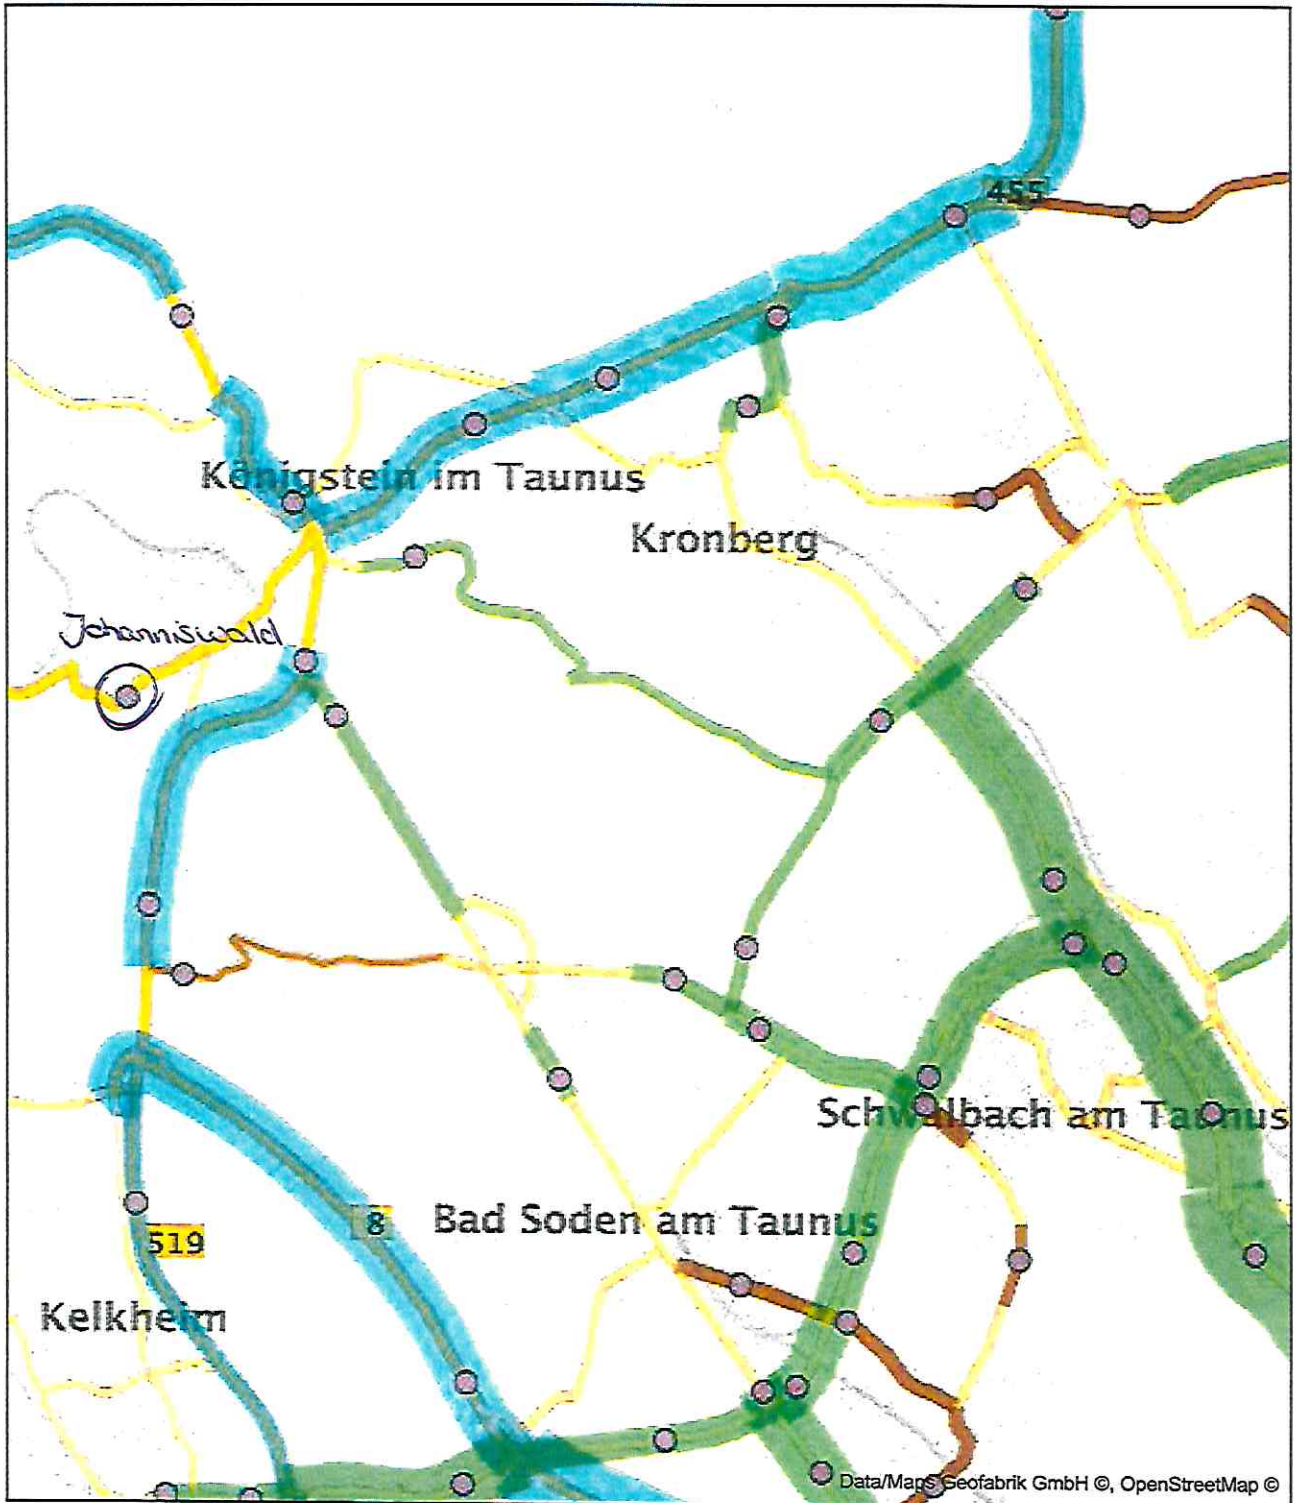 455
Königstein im Taunus
Kronberg
Johanniswald
Schwalbach am Taunus
8
Bad Soden am Taunus
519
Kelkheim
Data/Maps Geofabrik GmbH ©, OpenStreetMap ©